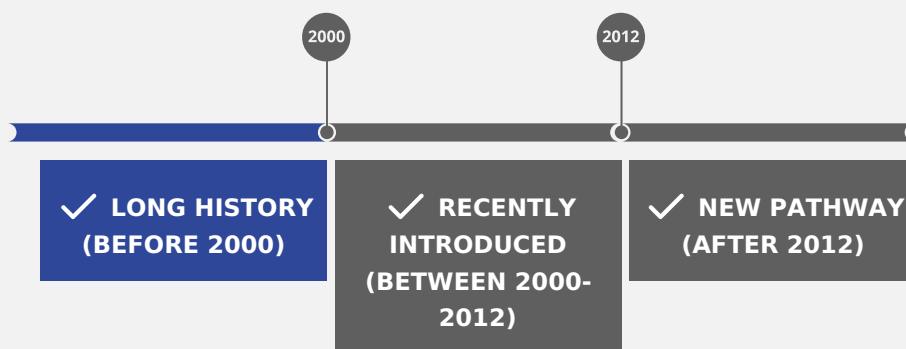 2000
2012
LONG HISTORY
(BEFORE 2000)
RECENTLY
INTRODUCED
(BETWEEN 2000-
2012)
NEW PATHWAY
(AFTER 2012)